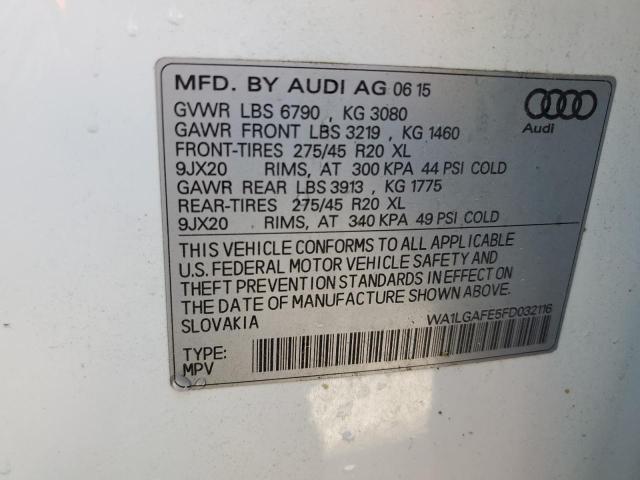 MFD. BY AUDI AG 06 15
Audi
GVWR LBS 6790 , KG 3080
GAWR FRONT LBS 3219 , KG 1460
FRONT-TIRES 275/45 R20 XL
9JX20 RIMS, AT 300 KPA 44 PSI COLD
GAWR REAR LBS 3913 , KG 1775
REAR-TIRES 275/45 R20 XL
9JX20 RIMS, AT 340 KPA 49 PSI COLD
THIS VEHICLE CONFORMS TO ALL APPLICABLE
U.S. FEDERAL MOTOR VEHICLE SAFETY AND
THEFT PREVENTION STANDARDS IN EFFECT ON
THE DATE OF MANUFACTURE SHOWN ABOVE.
SLOVAKIA
WA1LGAFE5FD032116
TYPE:
MPV